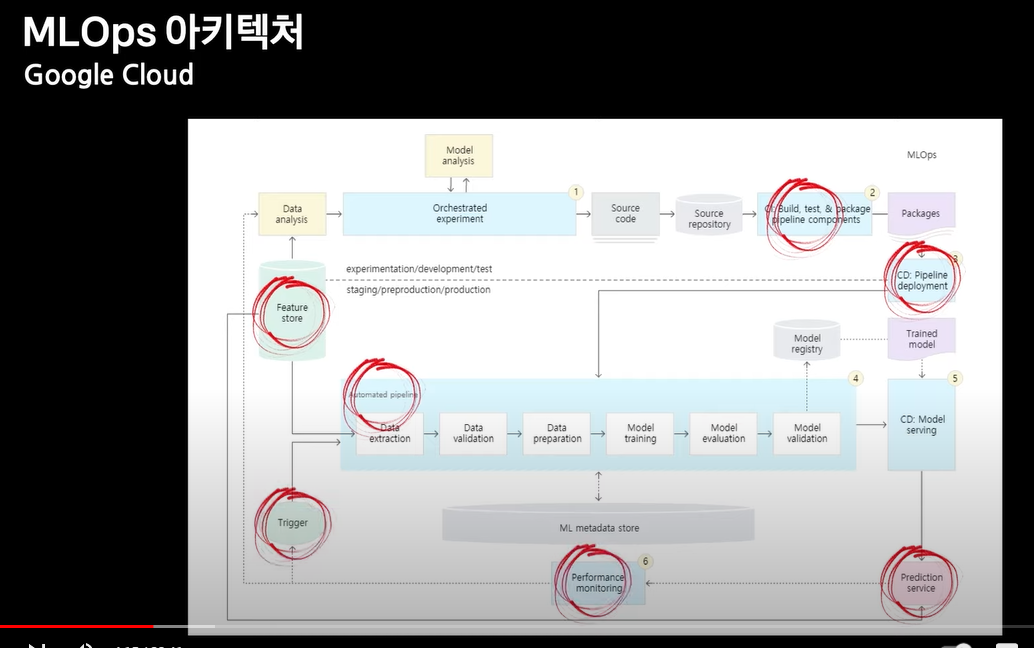 MLOps 아키텍처
Google Cloud
Model
analysis
MLOps
Data
analysis
Orchestrated
experiment
1
Source
code
Source
repository
CI: Build, test, & package
pipeline components
2
Packages
experimentation/development/test
staging/preproduction/production
Feature
store
CD: Pipeline
deployment
3
Model
registry
Trained
model
Automated pipeline
4
5
Data
extraction
Data
validation
Data
preparation
Model
training
Model
evaluation
Model
validation
CD: Model
serving
Trigger
ML metadata store
Performance
monitoring
6
Prediction
service